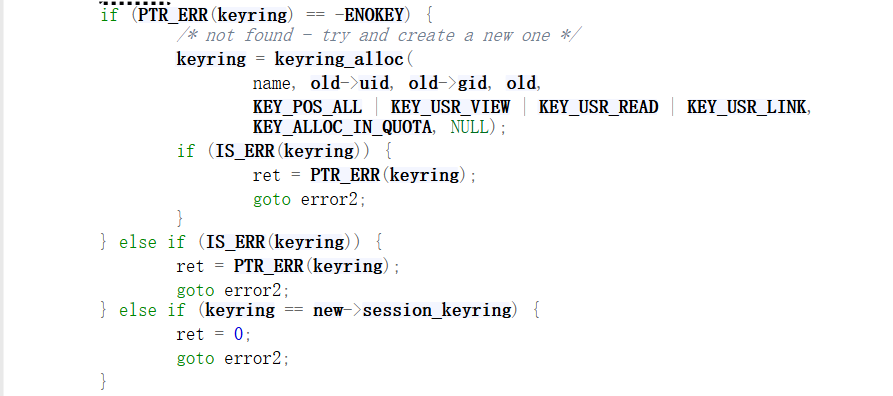 if (PTR_ERR(keyring) == -ENOKEY) {
/* not found - try and create a new one */
keyring = keyring_alloc(
name, old->uid, old->gid, old,
KEY_POS_ALL | KEY_USR_VIEW | KEY_USR_READ | KEY_USR_LINK,
KEY_ALLOC_IN_QUOTA, NULL);
if (IS_ERR(keyring)) {
ret = PTR_ERR(keyring);
goto error2;
}
} else if (IS_ERR(keyring)) {
ret = PTR_ERR(keyring);
goto error2;
} else if (keyring == new->session_keyring) {
ret = 0;
goto error2;
}